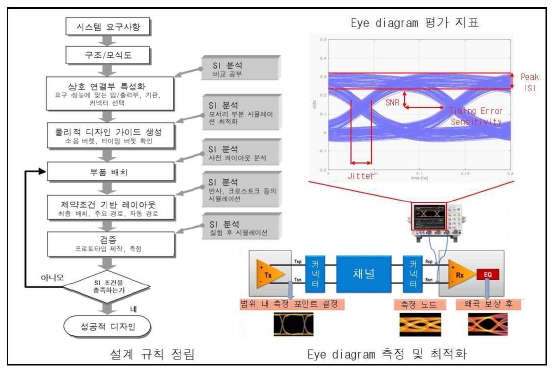 시스템 요구사항
구조/모식도
상호 연결부 특성화
요구 성능에 맞는 입/출력부, 기판,
커넥터 선택
물리적 디자인 가이드 생성
소음 버젯, 타이밍 버젯 확인
부품 배치
제약조건 기반 레이아웃
최종 배치, 주요 경로, 자동 경로
검증
프로토타입 제작, 측정
아니오
SI 조건을
충족하는가
네
성공적 디자인
설계 규칙 정립
SI 분석
비교 공부
SI 분석
모서리 부분 시뮬레이
션 최적화
SI 분석
사전 레이아웃 분석
SI 분석
반사, 크로스토크 등의
시뮬레이션
SI 분석
실험 후 시뮬레이션
Eye diagram 평가 지표
Peak
ISI
SNR
Timing Error
Sensitivity
Jitter
time [ns]
Tx
Txp
Txn
커넥터
채널
커넥터
Rxp
Rxn
Rx
EQ
범위 내 측정 포인트 설정
측정 노드
왜곡 보상 후
Eye diagram 측정 및 최적화